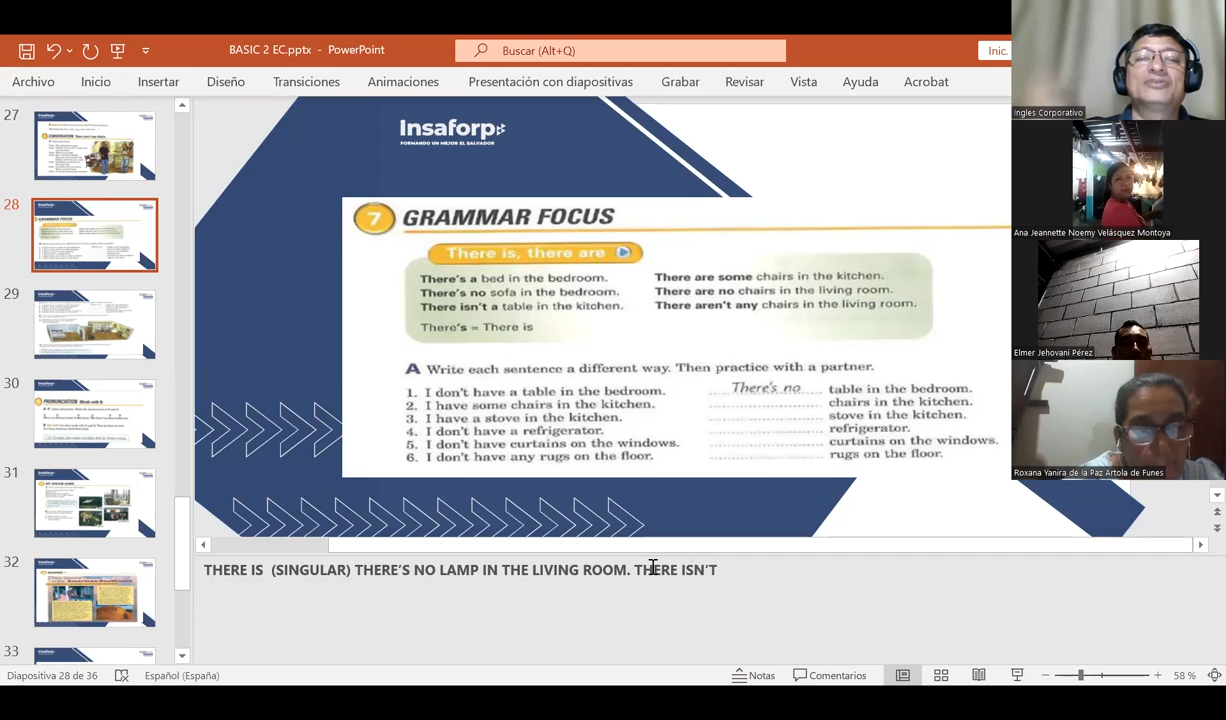 BASIC 2 EC.pptx - PowerPoint
Buscar (Alt+Q)
Inic.
Archivo Inicio Insertar Diseño Transiciones Animaciones Presentación con diapositivas Grabar Revisar Vista Ayuda Acrobat
27
28
29
30
31
32
33
Insaforp
FORMANDO UN MEJOR EL SALVADOR
7 GRAMMAR FOCUS
There is, there are
There's a bed in the bedroom.
There's no sofa in the bedroom.
There isn't a table in the kitchen.
There's = There is
There are some chairs in the kitchen.
There are no chairs in the living room.
There aren't any chairs in the living room.
A Write each sentence a different way. Then practice with a partner.
1. I don't have a table in the bedroom. There's no table in the bedroom.
2. I have some chairs in the kitchen. chairs in the kitchen.
3. I have a stove in the kitchen. stove in the kitchen.
4. I don't have a refrigerator. refrigerator.
5. I don't have curtains on the windows. curtains on the windows.
6. I don't have any rugs on the floor. rugs on the floor.
THERE IS (SINGULAR) THERE'S NO LAMP IN THE LIVING ROOM. THERE ISN'T
Diapositiva 28 de 36 Español (España) Notas Comentarios 58 %
Ingles Corporativo
Ana Jeannette Noemy Velásquez Montoya
Elmer Jehovani Pérez
Roxana Yanira de la Paz Artola de Funes